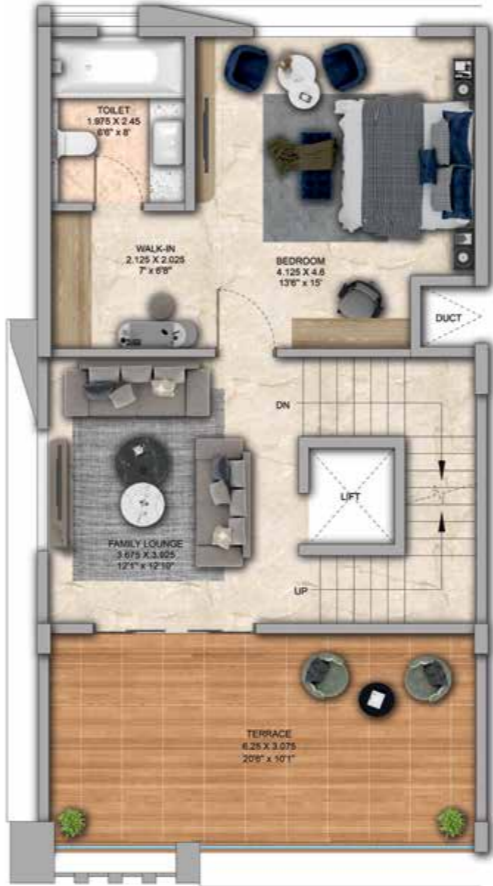 TOILET
1.975 X 2.45
6'6" x 8'
WALK-IN
2.125 X 2.025
7' x 6'8"
BEDROOM
4.125 X 4.6
13'6" x 15'
DUCT
DN
LIFT
FAMILY LOUNGE
3.675 X 3.925
12'1" x 12'10"
UP
TERRACE
6.25 X 3.075
20'6" x 10'1"